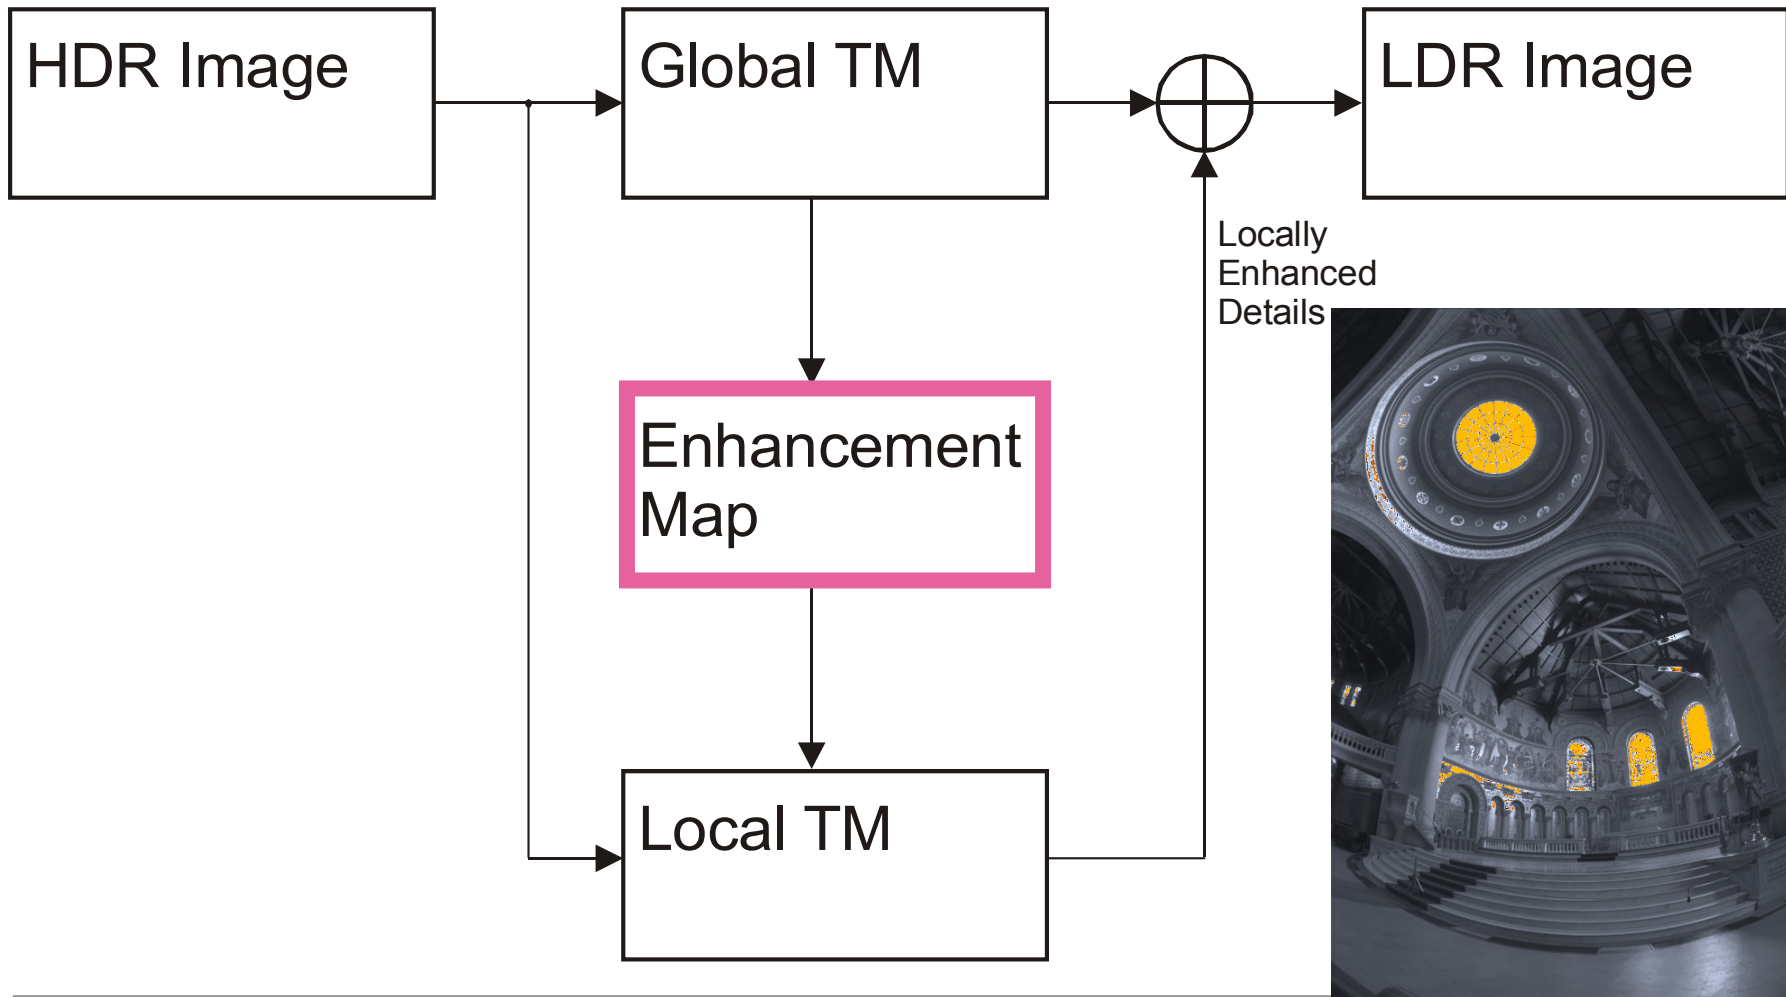 HDR Image
Global TM
LDR Image
Locally
Enhanced
Details
Enhancement
Map
Local TM